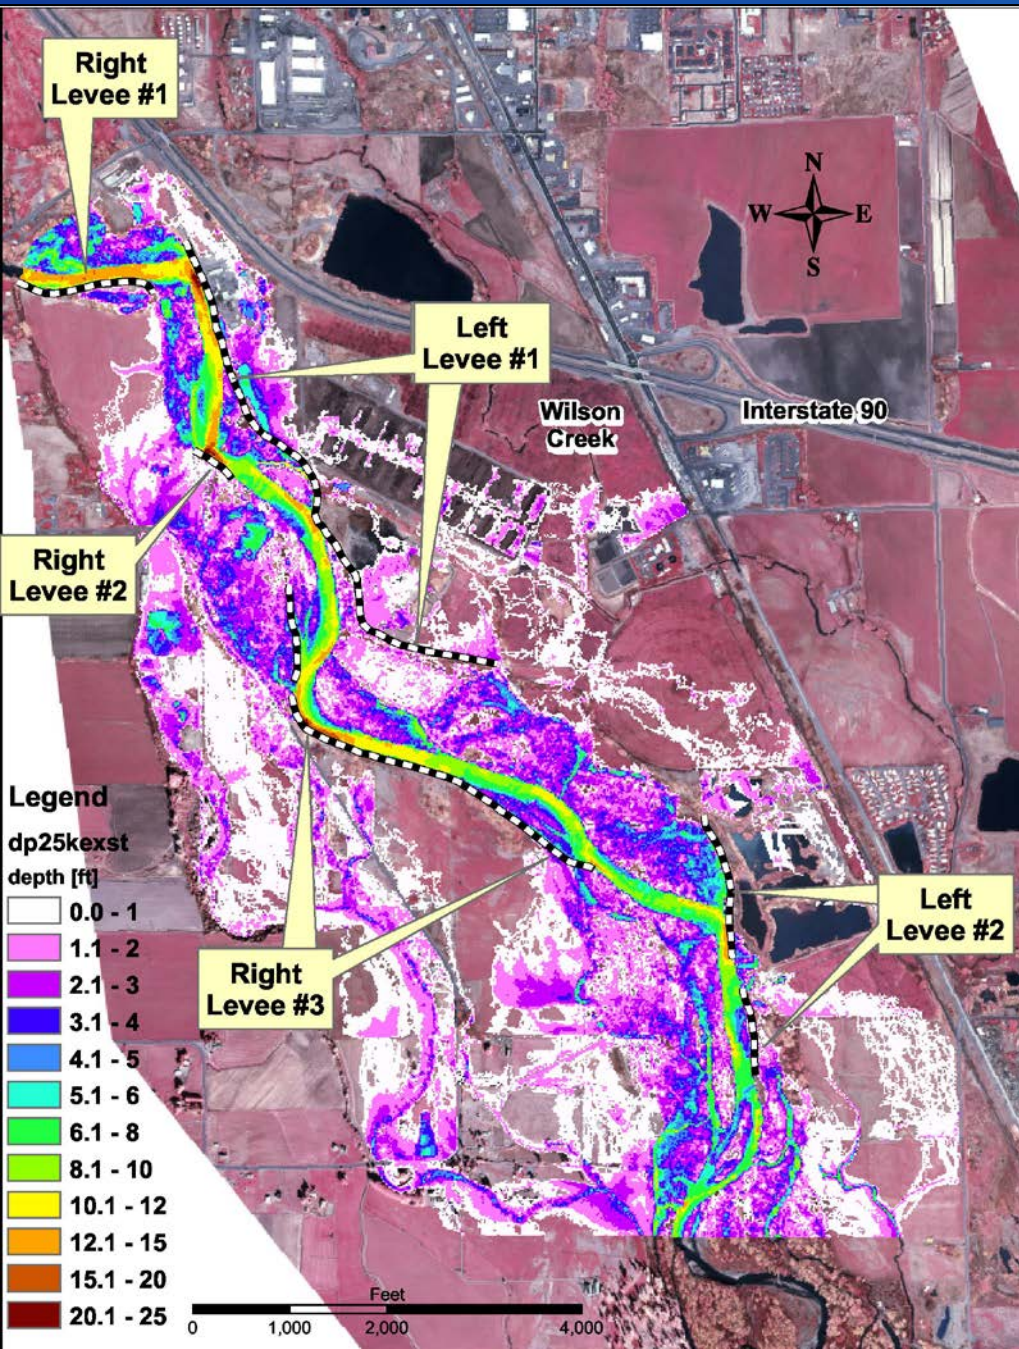 Right
Levee #1
N
W
E
S
Left
Levee #1
Wilson
Creek
Interstate 90
Right
Levee #2
Legend
dp25kexst
depth [ft]
0.0 - 1
1.1 - 2
2.1 - 3
3.1 - 4
4.1 - 5
5.1 - 6
6.1 - 8
8.1 - 10
10.1 - 12
12.1 - 15
15.1 - 20
20.1 - 25
Left
Levee #2
Right
Levee #3
Feet
0
1,000
2,000
4,000